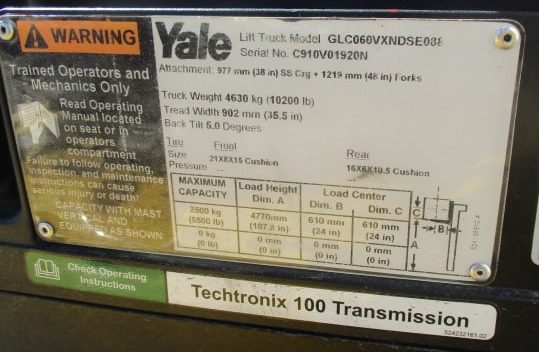 WARNING
Trained Operators and
Mechanics Only
Read Operating
Manual located
on seat or in
operators
compartment
Failure to follow operating,
inspection, and maintenance
instructions can cause
serious injury or death!
CAPACITY WITH MAST
VERTICAL AND
EQUIPPED AS SHOWN
Yale
Lift Truck Model GLC060VXNDSE088
Serial No. C910V01920N
Attachment: 977 mm (38 in) SS Crg + 1219 mm (48 in) Forks
Truck Weight 4630 kg (10200 lb)
Tread Width 902 mm (35.5 in)
Back Tilt 5.0 Degrees
Tire Front Rear
Size 21X8X15 Cushion 16X6X10.5 Cushion
Pressure
MAXIMUM CAPACITY Load Height Dim. A Load Center Dim. B Dim. C
2500 kg 4770mm 610 mm 610 mm
(5500 lb) (187.8 in) (24 in) (24 in)
0 kg 0 mm 0 mm 0 mm
(0 lb) (0 in) (0 in) (0 in)
C
B
A
Check Operating
Instructions
Techtronix 100 Transmission
524232161-02